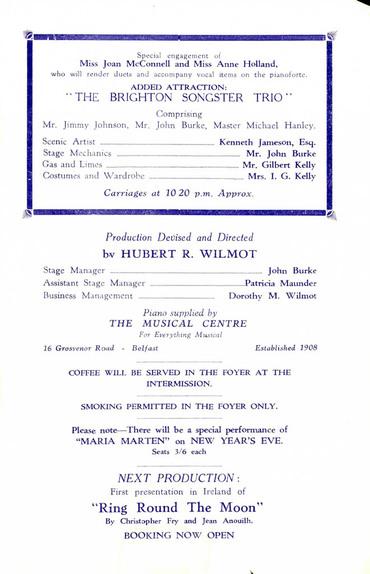 Special engagement of
Miss Joan McConnell and Miss Anne Holland,
who will render duets and accompany vocal items on the pianoforte.
ADDED ATTRACTION:
"THE BRIGHTON SONGSTER TRIO"
Comprising
Mr. Jimmy Johnson, Mr. John Burke, Master Michael Hanley.
Scenic Artist Kenneth Jameson, Esq.
Stage Mechanics Mr. John Burke
Gas and Limes Mr. Gilbert Kelly
Costumes and Wardrobe Mrs. I. G. Kelly
Carriages at 10 20 p.m. Approx.
Production Devised and Directed
by HUBERT R. WILMOT
Stage Manager John Burke
Assistant Stage Manager Patricia Maunder
Business Management Dorothy M. Wilmot
Piano supplied by
THE MUSICAL CENTRE
For Everything Musical
16 Grosvenor Road - Belfast Established 1908
COFFEE WILL BE SERVED IN THE FOYER AT THE
INTERMISSION.
SMOKING PERMITTED IN THE FOYER ONLY.
Please note—There will be a special performance of
"MARIA MARTEN" on NEW YEAR'S EVE.
Seats 3/6 each
NEXT PRODUCTION:
First presentation in Ireland of
"Ring Round The Moon"
By Christopher Fry and Jean Anouilh.
BOOKING NOW OPEN